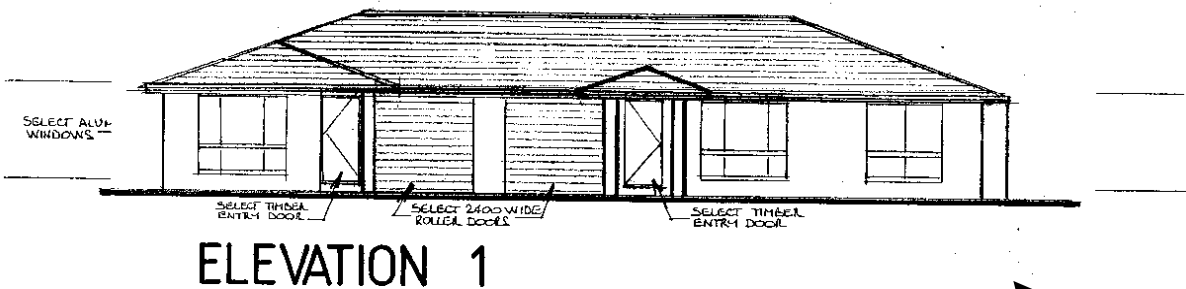 SELECT ALUM
WINDOWS
SELECT TIMBER
ENTRY DOOR
SELECT 2400 WIDE
ROLLER DOORS
SELECT TIMBER
ENTRY DOOR
ELEVATION 1